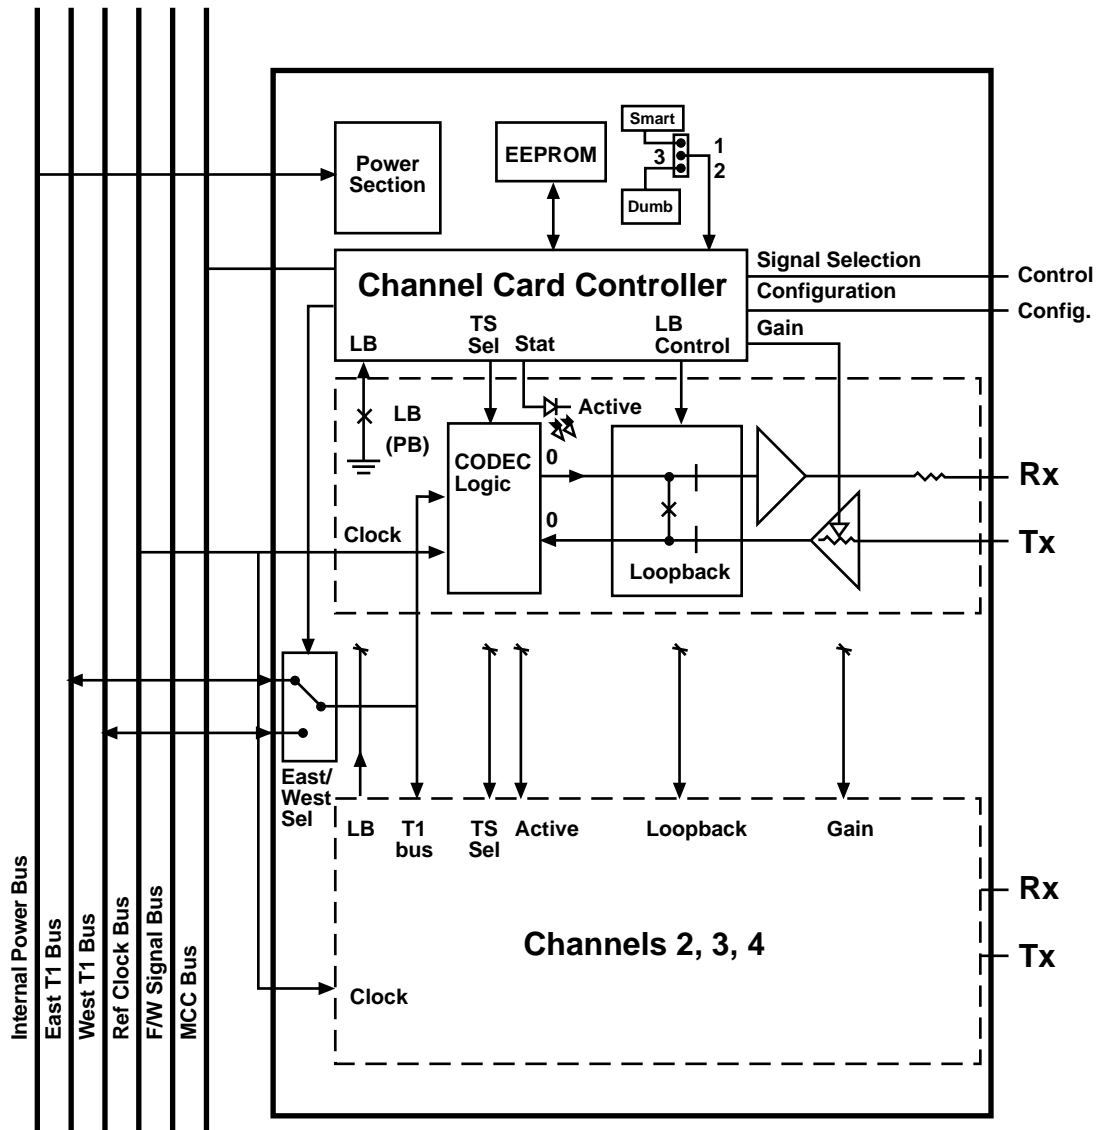 Smart
1
3
2
Dumb
EEPROM
Power
Section
Channel Card Controller
LB
TS
Sel
Stat
LB
Control
Signal Selection
Configuration
Gain
Control
Config.
LB
(PB)
Active
CODEC
Logic
0
0
Clock
Loopback
Rx
Tx
East/
West
Sel
LB
T1
bus
TS
Sel
Active
Loopback
Gain
Channels 2, 3, 4
Clock
Rx
Tx
Internal Power Bus
East T1 Bus
West T1 Bus
Ref Clock Bus
F/W Signal Bus
MCC Bus